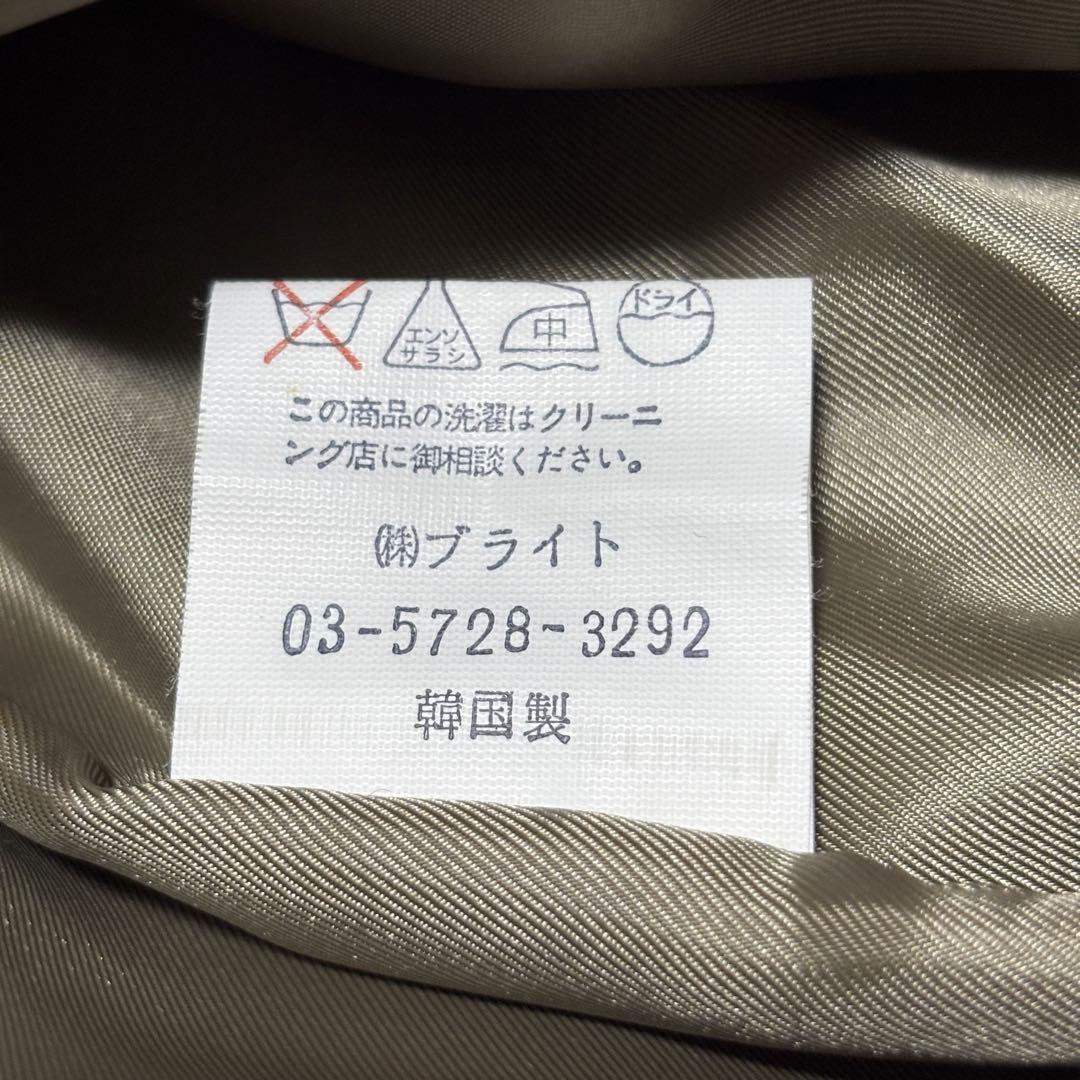 エンソ
サラシ
中
ドライ
この商品の洗濯はクリーニ
ング店に御相談ください。
㈱ブライト
03-5728-3292
韓国製